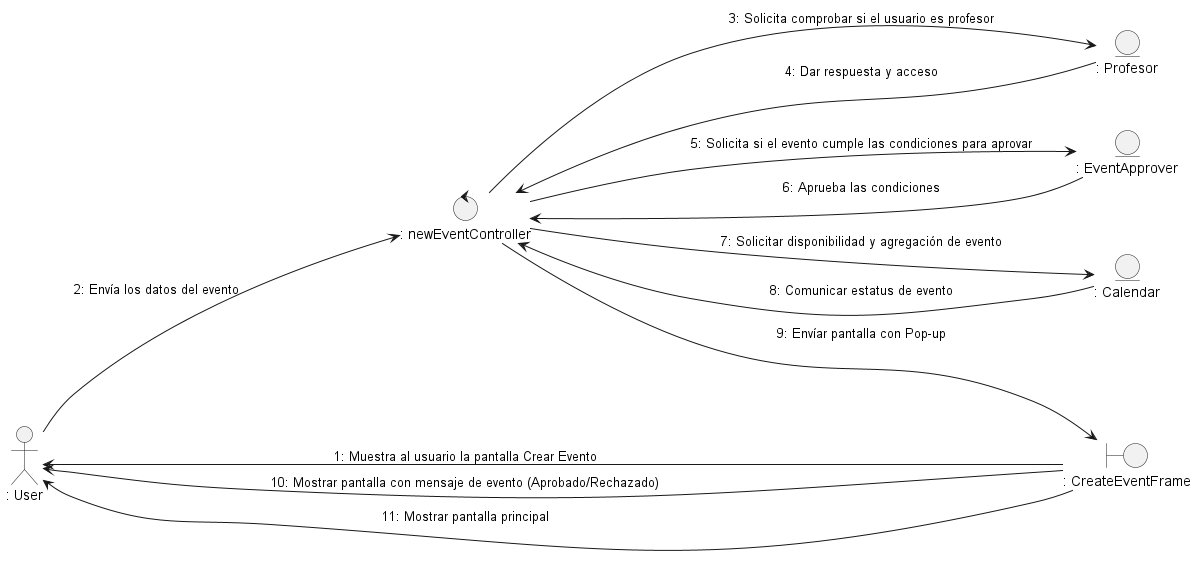 3: Solicita comprobar si el usuario es profesor
: Profesor
4: Dar respuesta y acceso
5: Solicita si el evento cumple las condiciones para aprovar
: EventApprover
6: Aprueba las condiciones
: newEventController
7: Solicitar disponibilidad y agregación de evento
2: Envía los datos del evento
8: Comunicar estatus de evento
: Calendar
9: Envíar pantalla con Pop-up
1: Muestra al usuario la pantalla Crear Evento
10: Mostrar pantalla con mensaje de evento (Aprobado/Rechazado)
: CreateEventFrame
: User
11: Mostrar pantalla principal